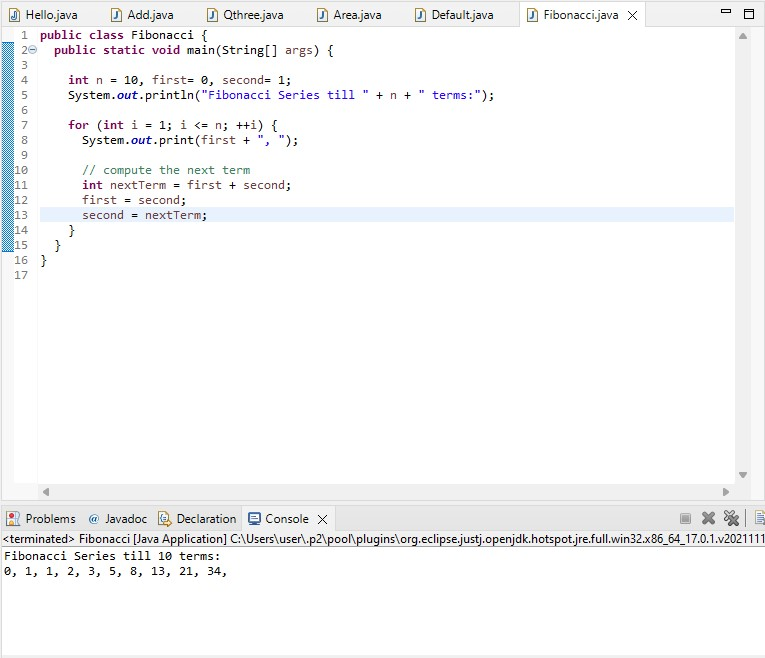 Hello.java Add.java Qthree.java Area.java Default.java Fibonacci.java
1 public class Fibonacci {
2 public static void main(String[] args) {
3
4 int n = 10, first= 0, second= 1;
5 System.out.println("Fibonacci Series till " + n + " terms:");
6
7 for (int i = 1; i <= n; ++i) {
8 System.out.print(first + ", ");
9
10 // compute the next term
11 int nextTerm = first + second;
12 first = second;
13 second = nextTerm;
14 }
15 }
16 }
17
Problems @ Javadoc Declaration Console
<terminated> Fibonacci [Java Application] C:\Users\user\.p2\pool\plugins\org.eclipse.justj.openjdk.hotspot.jre.full.win32.x86_64_17.0.1.v2021111
Fibonacci Series till 10 terms:
0, 1, 1, 2, 3, 5, 8, 13, 21, 34,